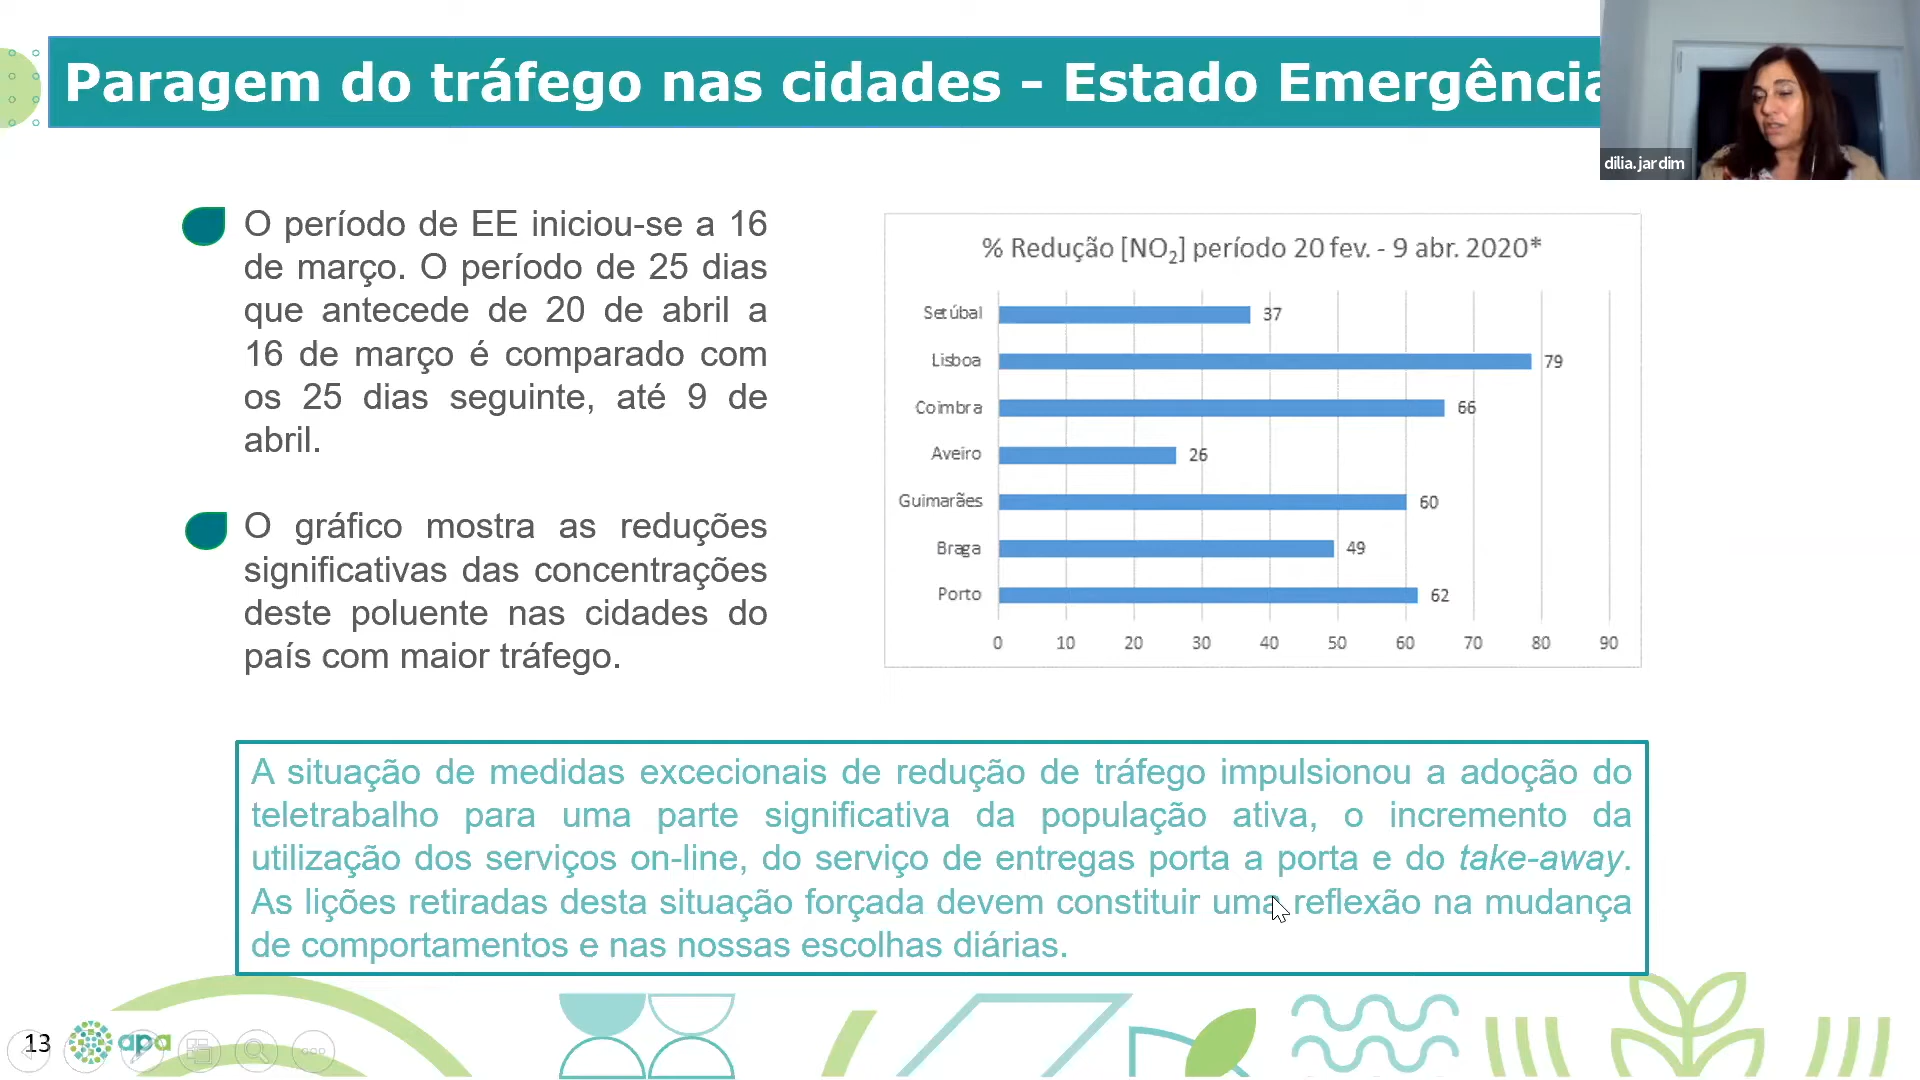 Paragem do tráfego nas cidades - Estado Emergência
dilia.jardim
O período de EE iniciou-se a 16
de março. O período de 25 dias
que antecede de 20 de abril a
16 de março é comparado com
os 25 dias seguinte, até 9 de
abril.
O gráfico mostra as reduções
significativas das concentrações
deste poluente nas cidades do
país com maior tráfego.
% Redução [NO₂] período 20 fev. - 9 abr. 2020*
Setúbal 37
Lisboa 79
Coimbra 66
Aveiro 26
Guimarães 60
Braga 49
Porto 62
0 10 20 30 40 50 60 70 80 90
A situação de medidas excecionais de redução de tráfego impulsionou a adoção do
teletrabalho para uma parte significativa da população ativa, o incremento da
utilização dos serviços on-line, do serviço de entregas porta a porta e do take-away.
As lições retiradas desta situação forçada devem constituir uma reflexão na mudança
de comportamentos e nas nossas escolhas diárias.
13
apa